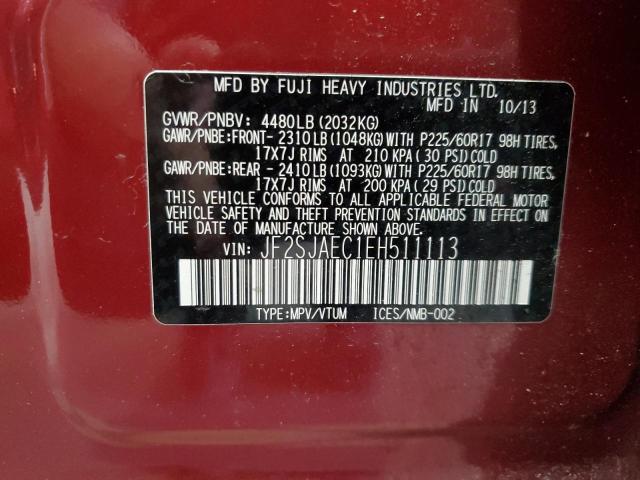 MFD BY FUJI HEAVY INDUSTRIES LTD.
MFD IN 10/13
GVWR/PNBV: 4480LB (2032KG)
GAWR/PNBE:FRONT- 2310LB (1048KG) WITH P225/60R17 98H TIRES,
17X7J RIMS AT 210 KPA (30 PSI) COLD
GAWR/PNBE:REAR - 2410LB (1093KG) WITH P225/60R17 98H TIRES,
17X7J RIMS AT 200 KPA (29 PSI) COLD
THIS VEHICLE CONFORMS TO ALL APPLICABLE FEDERAL MOTOR
VEHICLE SAFETY AND THEFT PREVENTION STANDARDS IN EFFECT ON
THE DATE OF MANUFACTURE SHOWN ABOVE.
VIN: JF2SJAEC1EH511113
TYPE:MPV/VTUM ICES/NMB-002